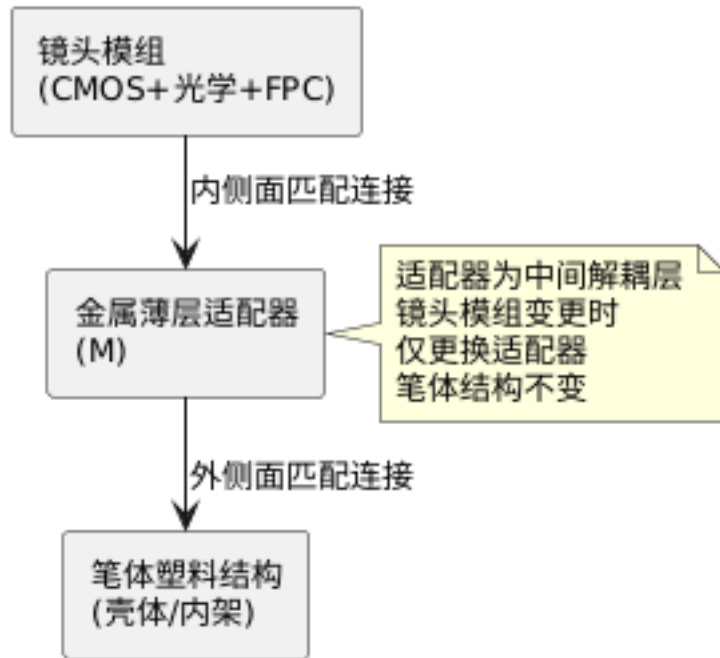 镜头模组
(CMOS+光学+FPC)
内侧面匹配连接
适配器为中间解耦层
镜头模组变更时
仅更换适配器
笔体结构不变
金属薄层适配器
(M)
外侧面匹配连接
笔体塑料结构
(壳体/内架)